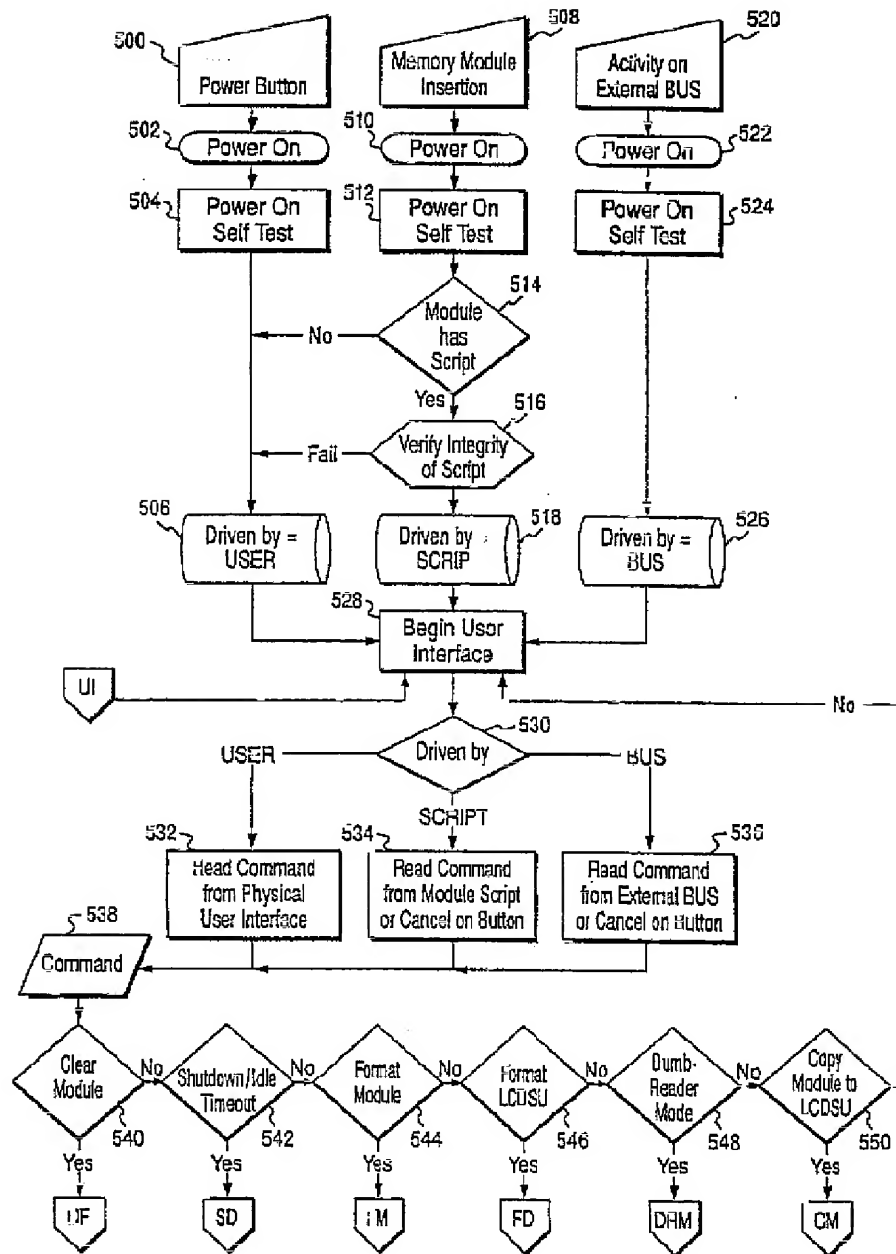 500
Power Button
508
Memory Module
Insertion
520
Activity on
External BUS
502
Power On
510
Power On
522
Power On
504
Power On
Self Test
512
Power On
Self Test
524
Power On
Self Test
514
Module
has
Script
No
Yes
516
Verify Integrity
of Script
Fail
506
Driven by =
USER
518
Driven by
SCRIP
526
Driven by =
BUS
528
Begin User
Interface
UI
No
530
Driven by
USER
BUS
SCRIPT
532
Read Command
from Physical
User Interface
534
Read Command
from Module Script
or Cancel on Button
536
Read Command
from External BUS
or Cancel on Button
538
Command
Clear
Module
No
Shutdown/Idle
Timeout
No
Format
Module
No
Format
LCDSU
No
Dumb-
Reader
Mode
No
Copy
Module to
LCDSU
540
542
544
546
548
550
Yes
Yes
Yes
Yes
Yes
Yes
SD
FD
DRM
CM